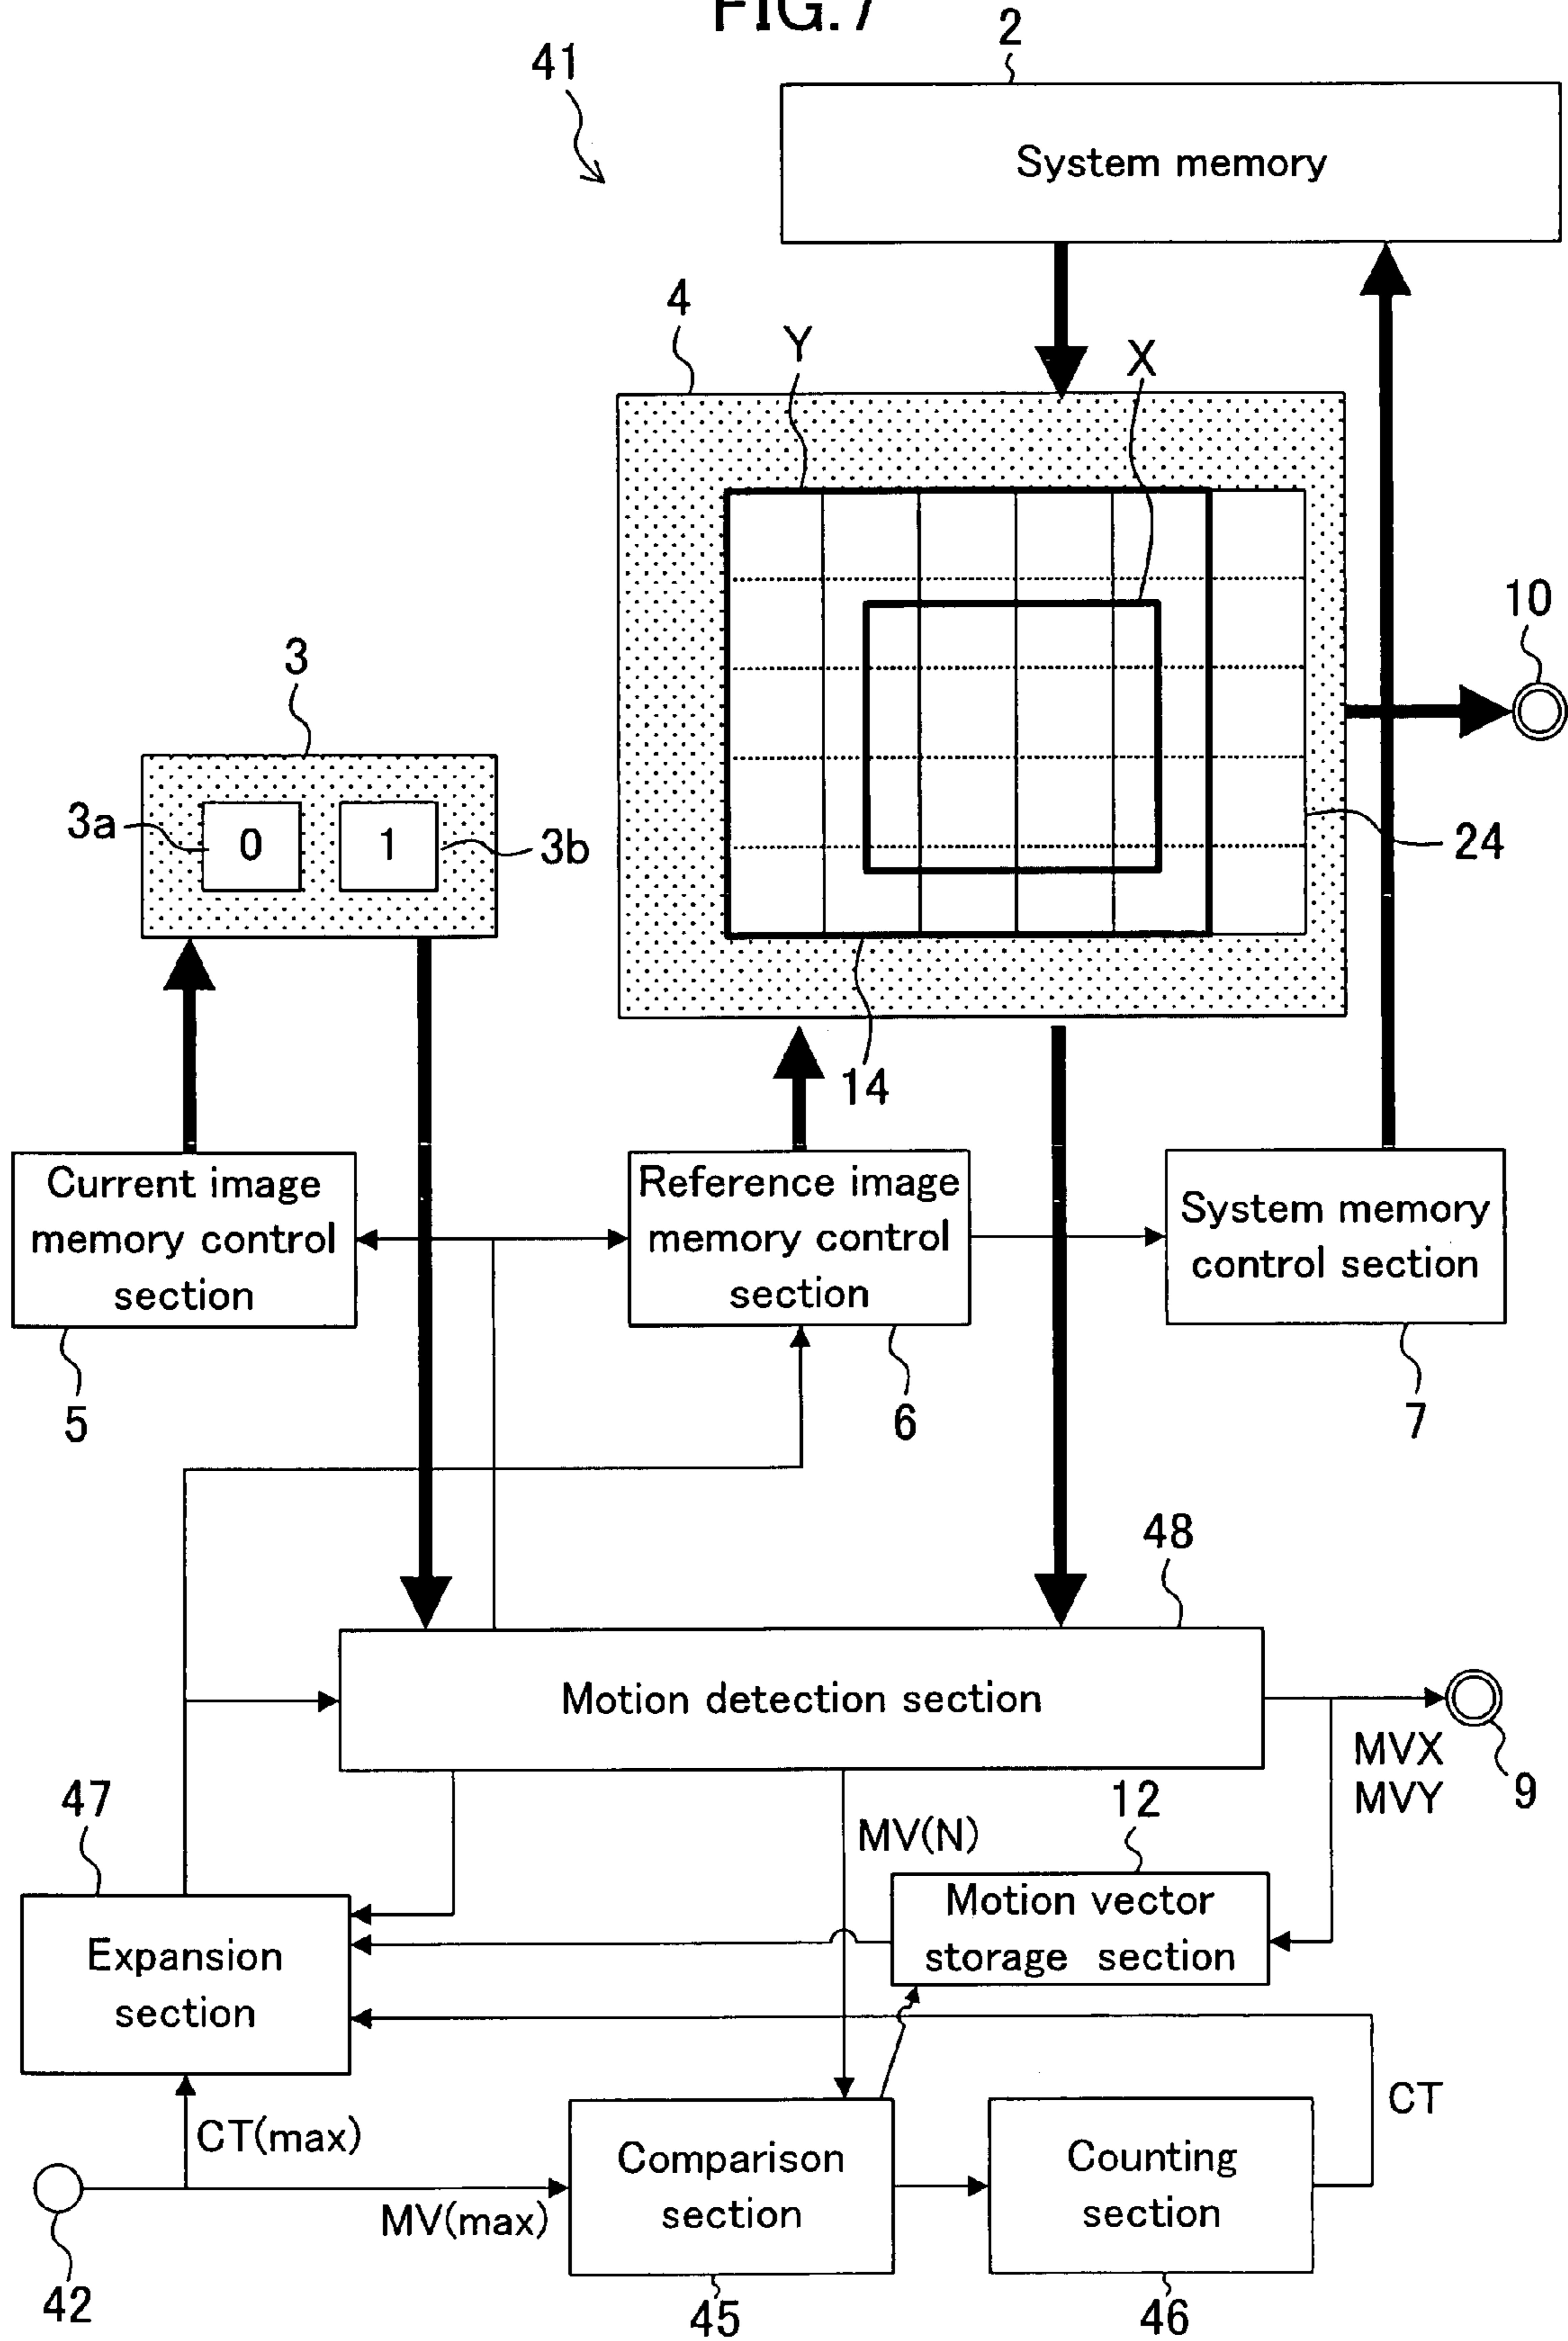 FIG.7
2
41
System memory
4
Y
X
10
3
3a
0
1
3b
24
14
Current image
memory control
section
Reference image
memory control
section
System memory
control section
5
6
7
48
Motion detection section
MVX
MVY
9
47
12
MV(N)
Motion vector
storage section
Expansion
section
CT
CT(max)
Comparison
section
Counting
section
MV(max)
42
45
46